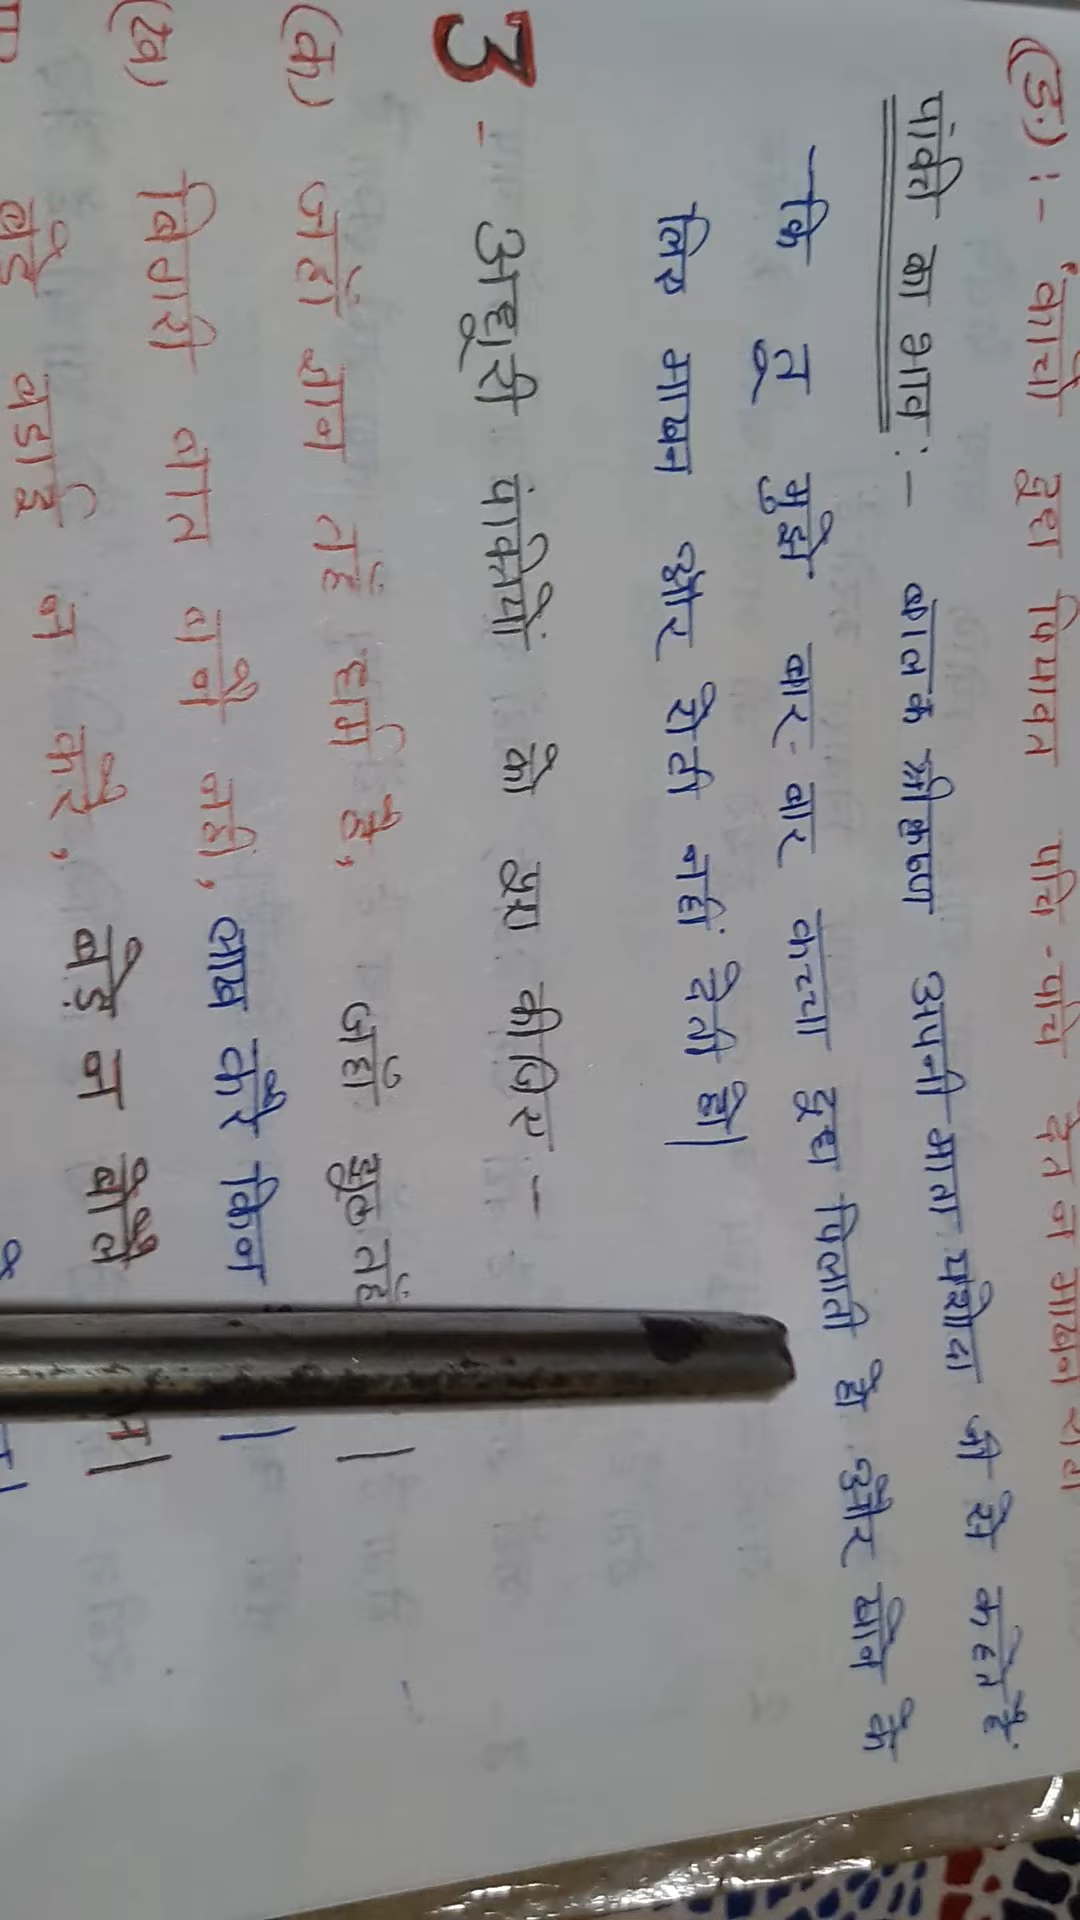 (ङ.) :- "काचो दूध पियावत पचि-पचि देत न माखन रोटी
पंक्ति का भाव :- बालक श्रीकृष्ण अपनी माता यशोदा जी से कहते हैं
- कि तू मुझे बार-बार कच्चा दूध पिलाती हो और खाने के
लिए माखन और रोटी नहीं देती हो।
3 - अधूरी पंक्तियों को पूरा कीजिए -
(क) जहाँ ज्ञान तहँ धर्म है, जहाँ झूठ तहँ ।
(ख) बिगरी बात बनै नहीं, लाख करै किन ।
बड़े बड़ाई न करै, बड़े न बोलै